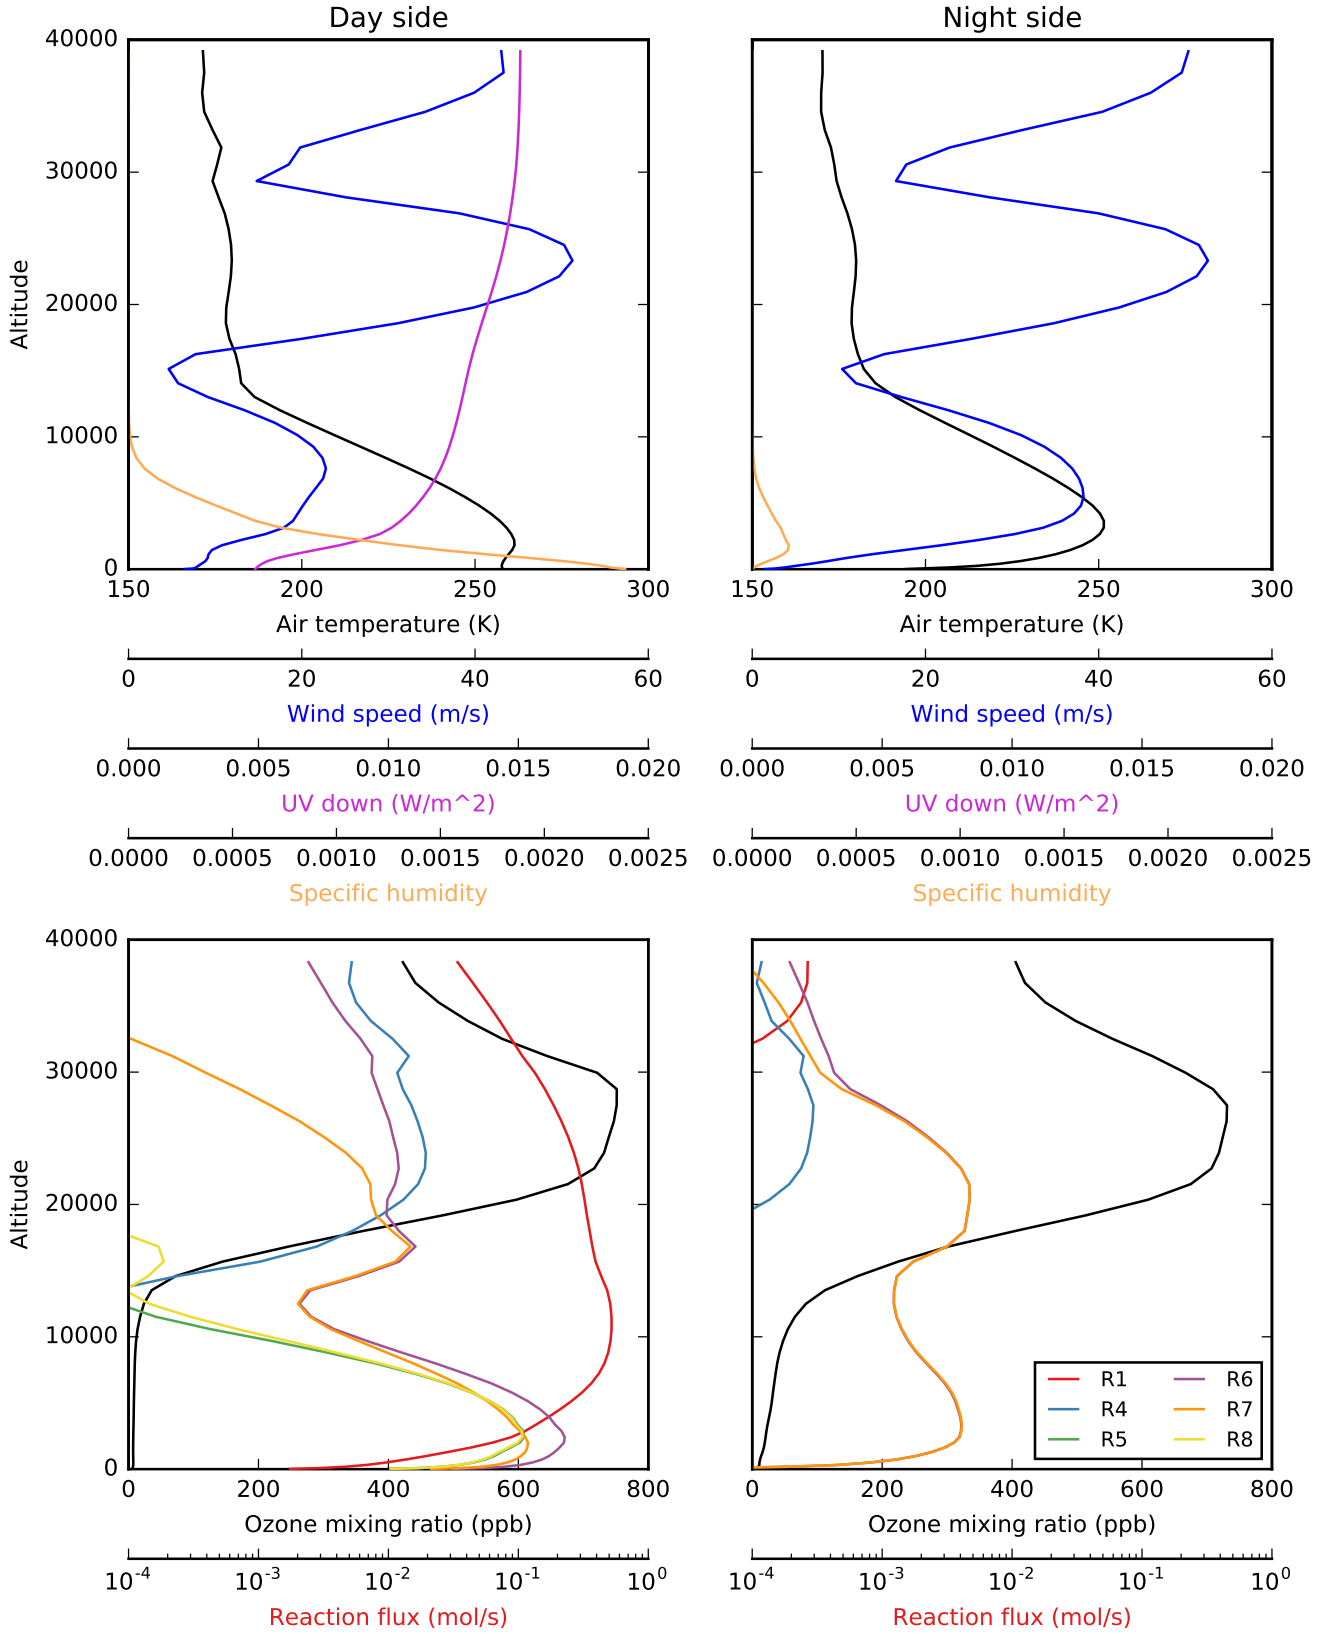 Day side Night side
40000
30000
20000
10000
0
Altitude
150 200 250 300 150 200 250 300
Air temperature (K) Air temperature (K)
0 20 40 60 0 20 40 60
Wind speed (m/s) Wind speed (m/s)
0.000 0.005 0.010 0.015 0.020 0.000 0.005 0.010 0.015 0.020
UV down (W/m^2) UV down (W/m^2)
0.0000 0.0005 0.0010 0.0015 0.0020 0.0025 0.0000 0.0005 0.0010 0.0015 0.0020 0.0025
Specific humidity Specific humidity
40000
30000
20000
10000
0
Altitude
R1 R6
R4 R7
R5 R8
0 200 400 600 800 0 200 400 600 800
Ozone mixing ratio (ppb) Ozone mixing ratio (ppb)
10⁻⁴ 10⁻³ 10⁻² 10⁻¹ 10⁰ 10⁻⁴ 10⁻³ 10⁻² 10⁻¹ 10⁰
Reaction flux (mol/s) Reaction flux (mol/s)